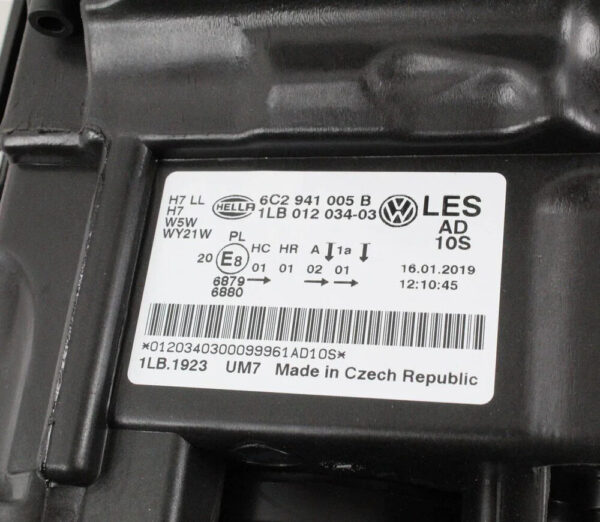 H7 LL HELLA 6C2 941 005 B LES
H7 1LB 012 034-03 AD
W5W 10S
WY21W PL HC HR A 1a
20 E8 01 01 02 01 16.01.2019
6879 12:10:45
6880
*0120340300099961AD10S*
1LB.1923 UM7 Made in Czech Republic